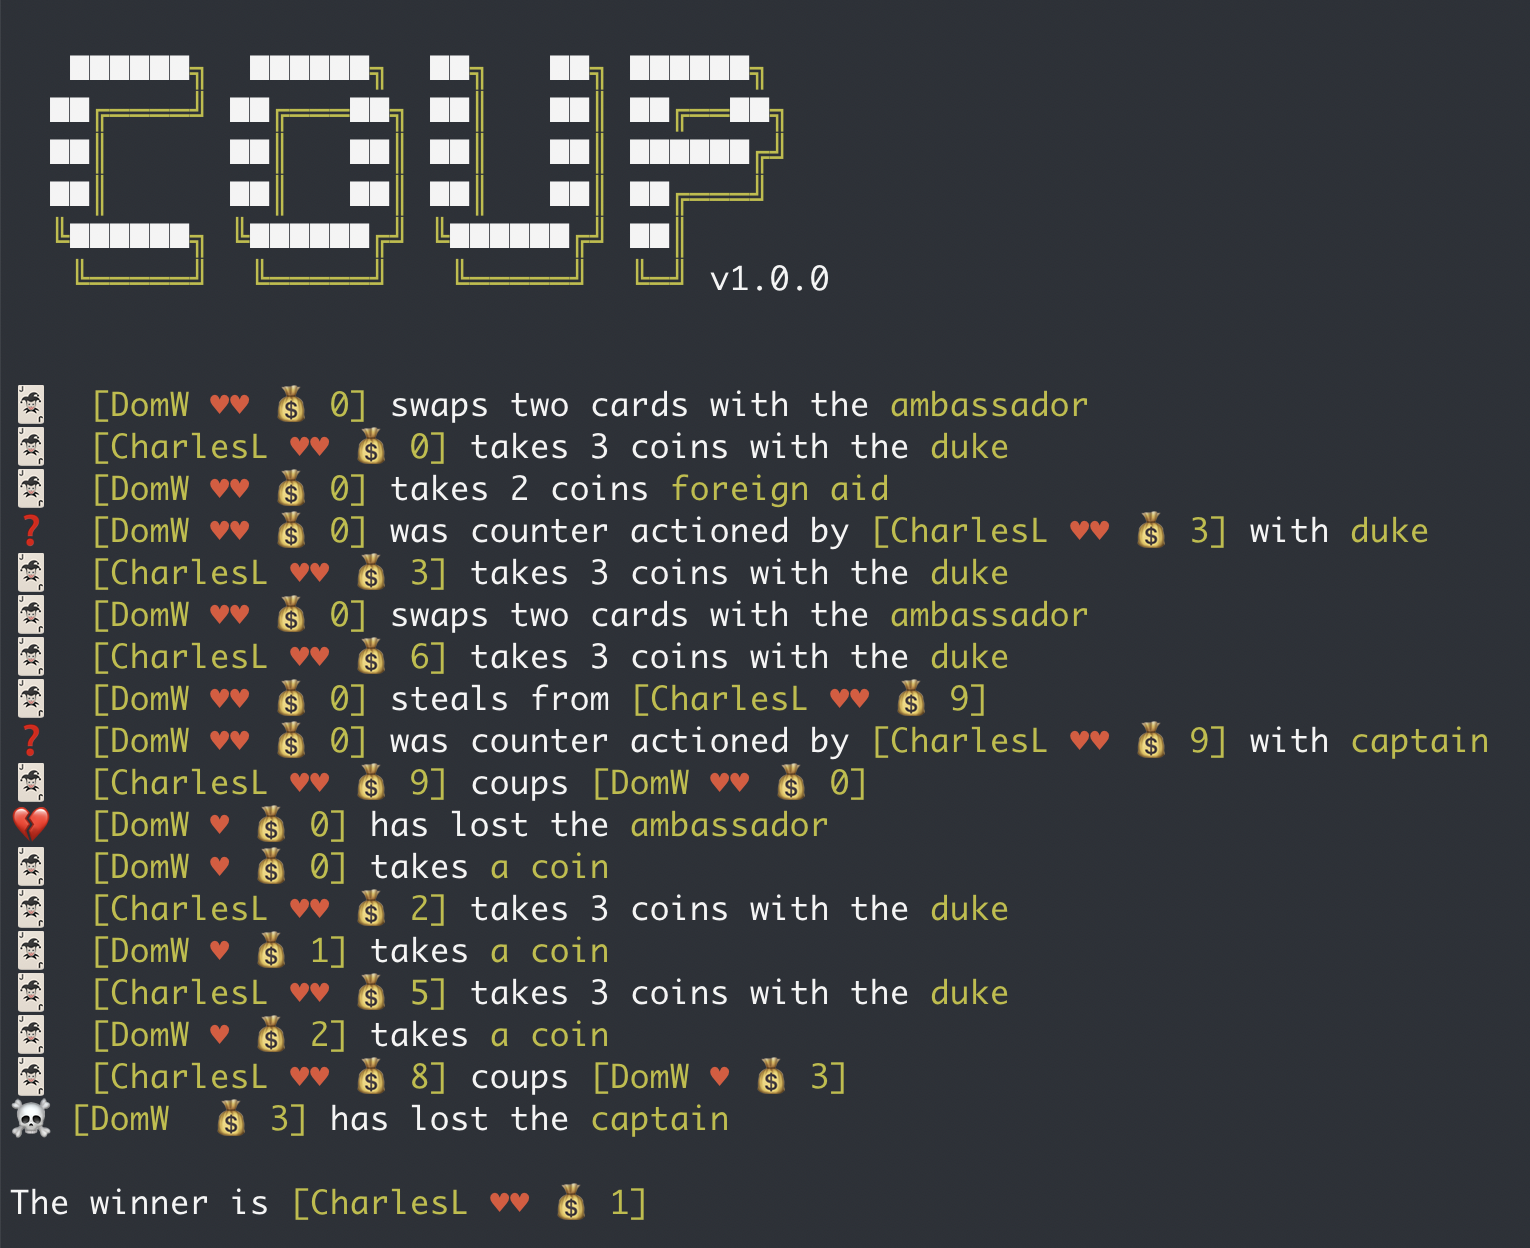 COUP v1.0.0
[DomW ♥♥ 💰 0] swaps two cards with the ambassador
[CharlesL ♥♥ 💰 0] takes 3 coins with the duke
[DomW ♥♥ 💰 0] takes 2 coins foreign aid
❓ [DomW ♥♥ 💰 0] was counter actioned by [CharlesL ♥♥ 💰 3] with duke
[CharlesL ♥♥ 💰 3] takes 3 coins with the duke
[DomW ♥♥ 💰 0] swaps two cards with the ambassador
[CharlesL ♥♥ 💰 6] takes 3 coins with the duke
[DomW ♥♥ 💰 0] steals from [CharlesL ♥♥ 💰 9]
❓ [DomW ♥♥ 💰 0] was counter actioned by [CharlesL ♥♥ 💰 9] with captain
[CharlesL ♥♥ 💰 9] coups [DomW ♥♥ 💰 0]
💔 [DomW ♥ 💰 0] has lost the ambassador
[DomW ♥ 💰 0] takes a coin
[CharlesL ♥♥ 💰 2] takes 3 coins with the duke
[DomW ♥ 💰 1] takes a coin
[CharlesL ♥♥ 💰 5] takes 3 coins with the duke
[DomW ♥ 💰 2] takes a coin
[CharlesL ♥♥ 💰 8] coups [DomW ♥ 💰 3]
☠️ [DomW 💰 3] has lost the captain
The winner is [CharlesL ♥♥ 💰 1]